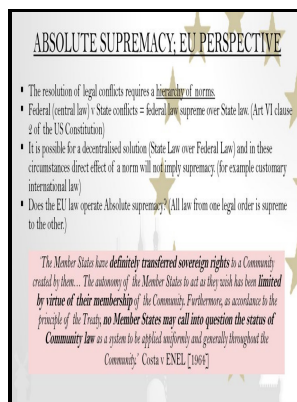 ABSOLUTE SUPREMACY; EU PERSPECTIVE
▪ The resolution of legal conflicts requires a hierarchy of norms.
▪ Federal (central law) v State conflicts = federal law supreme over State law. (Art VI clause
2 of the US Constitution)
▪ It is possible for a decentralised solution (State Law over Federal Law) and in these
circumstances direct effect of a norm will not imply supremacy. (for example customary
international law)
▪ Does the EU law operate Absolute supremacy? (All law from one legal order is supreme
to the other.)
'The Member States have definitely transferred sovereign rights to a Community
created by them… The autonomy of the Member States to act as they wish has been limited
by virtue of their membership of the Community. Furthermore, as accordance to the
principle of the Treaty, no Member States may call into question the status of
Community law as a system to be applied uniformly and generally throughout the
Community.' Costa v ENEL [1964]